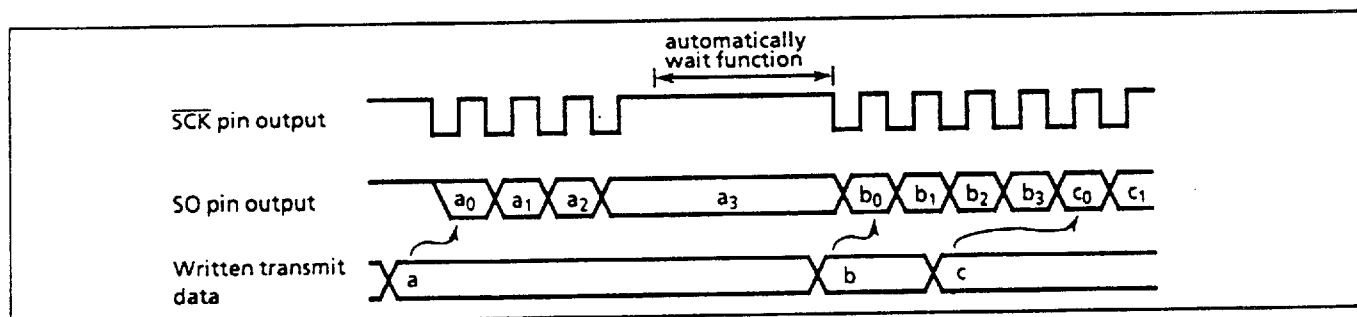 automatically
wait function
SCK pin output
SO pin output
a0 a1 a2 a3 b0 b1 b2 b3 c0 c1
Written transmit
data
a b c